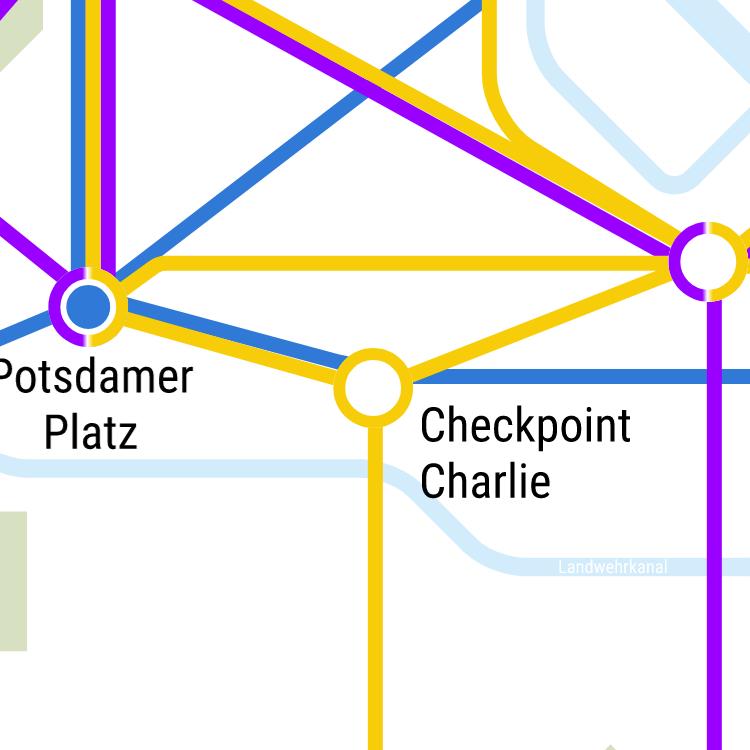 Potsdamer
Platz
Checkpoint
Charlie
Landwehrkanal